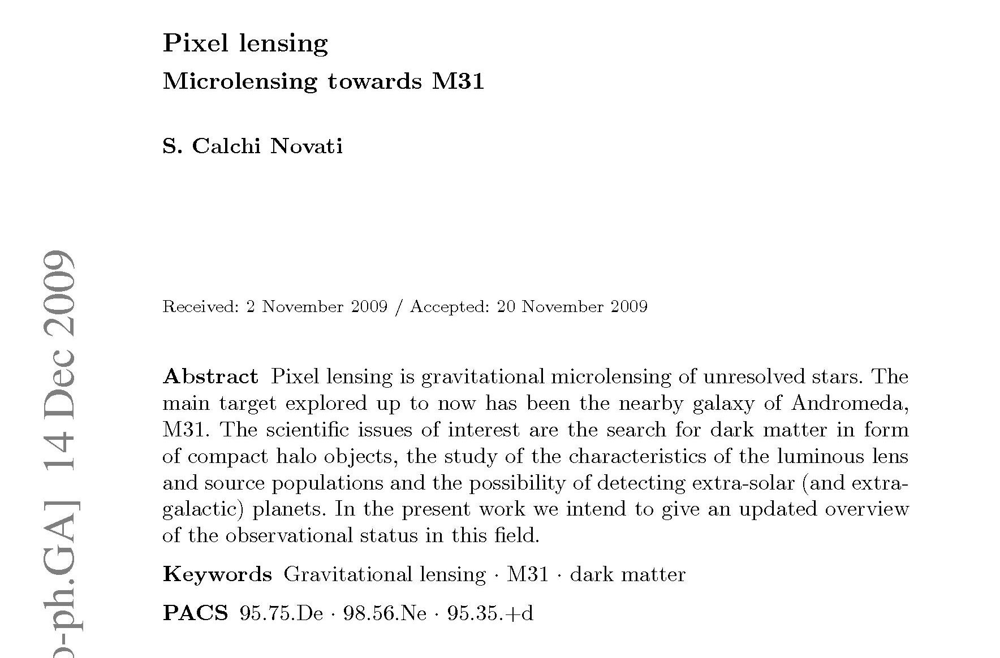 Pixel lensing
Microlensing towards M31
S. Calchi Novati
Received: 2 November 2009 / Accepted: 20 November 2009
Abstract Pixel lensing is gravitational microlensing of unresolved stars. The
main target explored up to now has been the nearby galaxy of Andromeda,
M31. The scientific issues of interest are the search for dark matter in form
of compact halo objects, the study of the characteristics of the luminous lens
and source populations and the possibility of detecting extra-solar (and extra-
galactic) planets. In the present work we intend to give an updated overview
of the observational status in this field.
Keywords Gravitational lensing · M31 · dark matter
PACS 95.75.De · 98.56.Ne · 95.35.+d
o-ph.GA] 14 Dec 2009